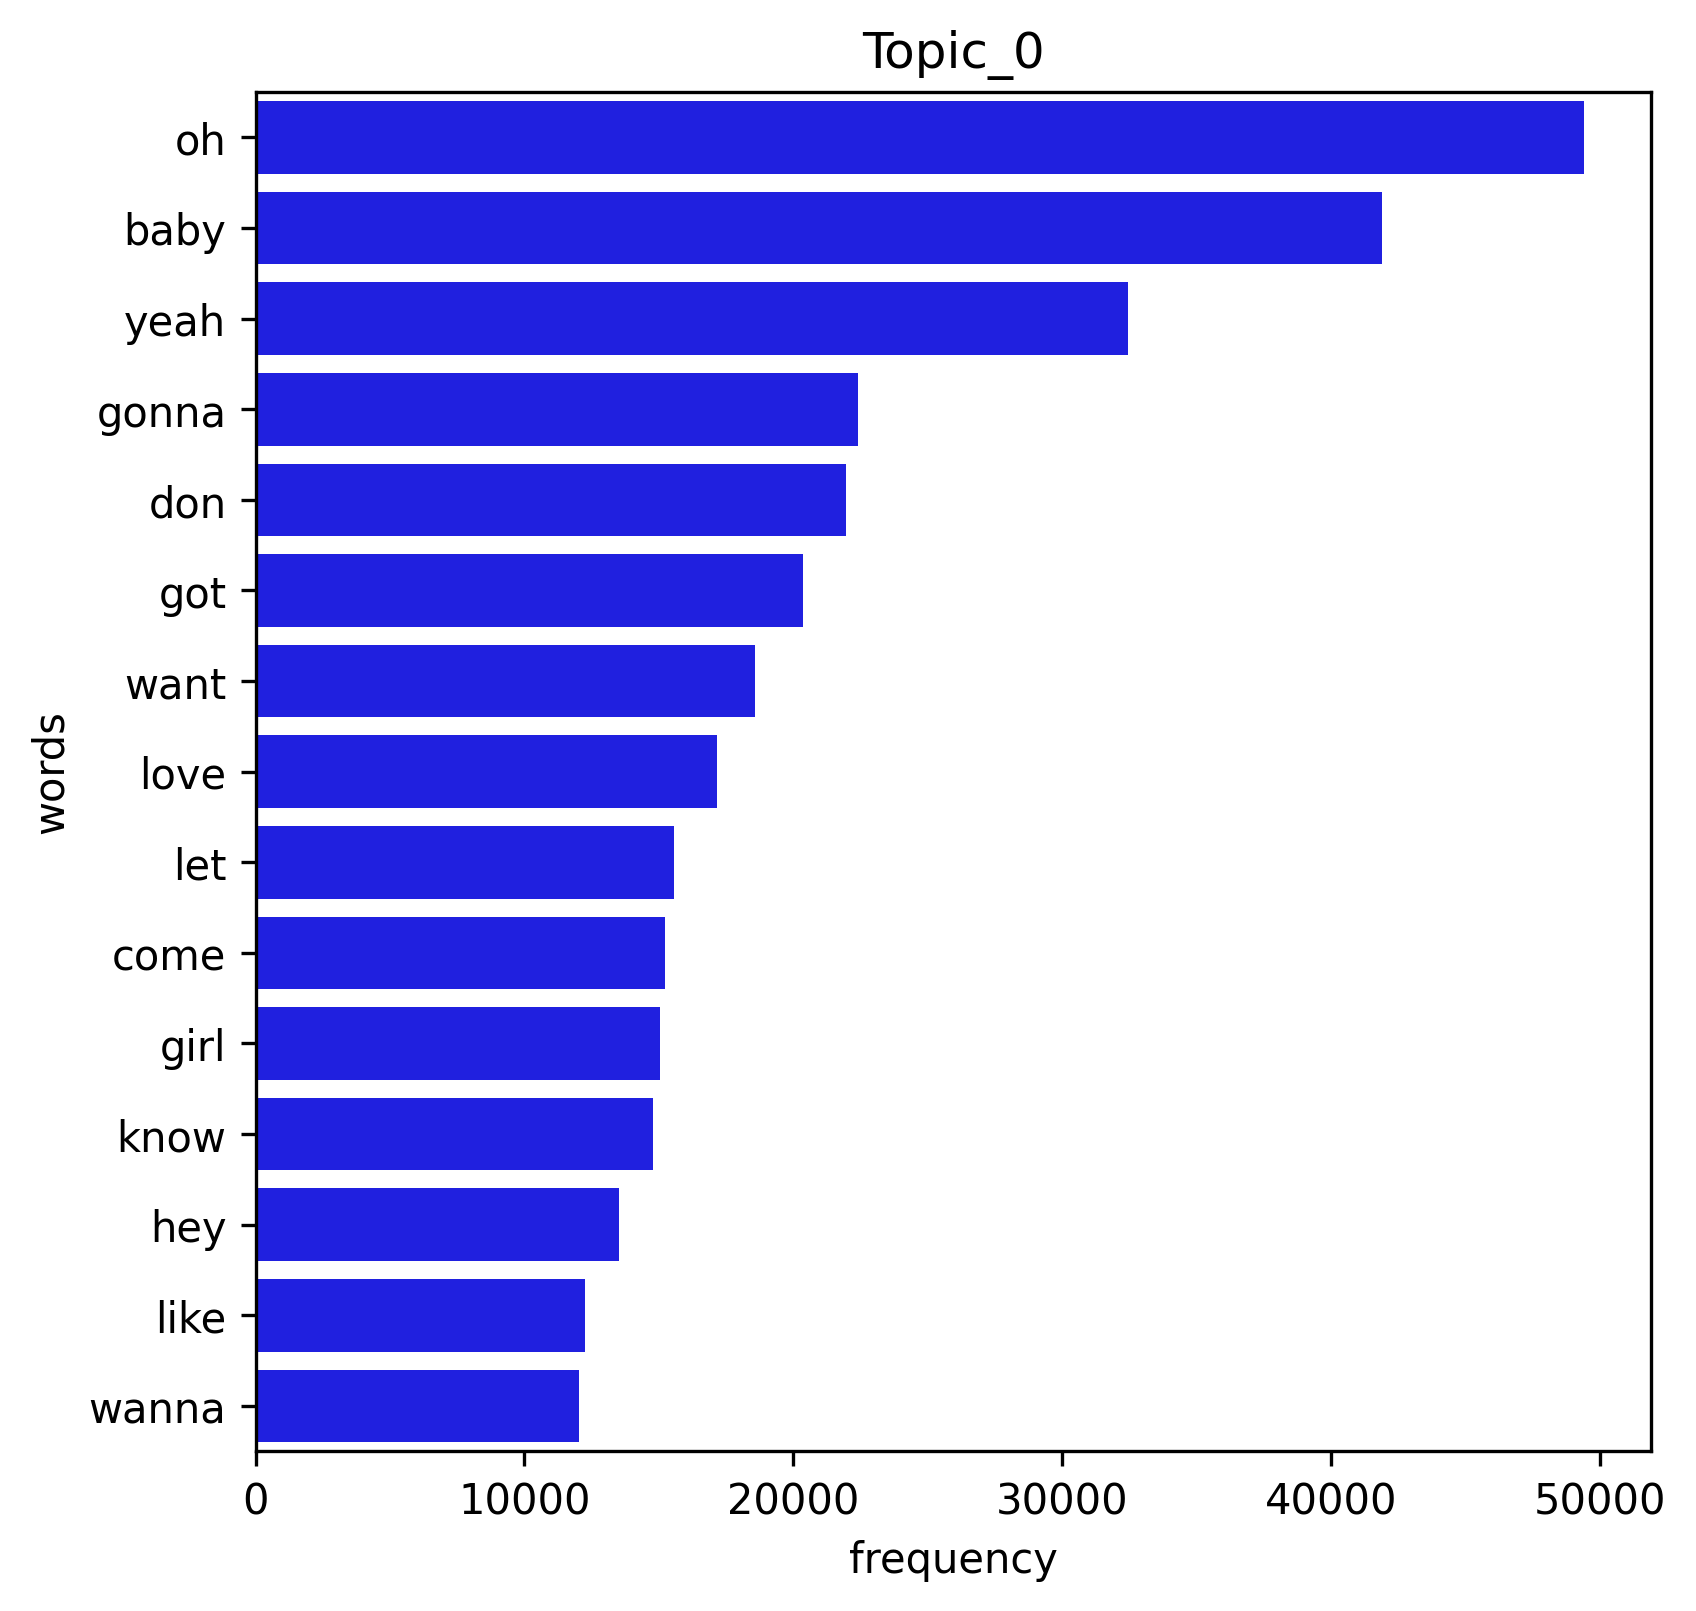 Topic_0
oh
baby
yeah
gonna
don
got
want
love
let
come
girl
know
hey
like
wanna
words
0 10000 20000 30000 40000 50000
frequency